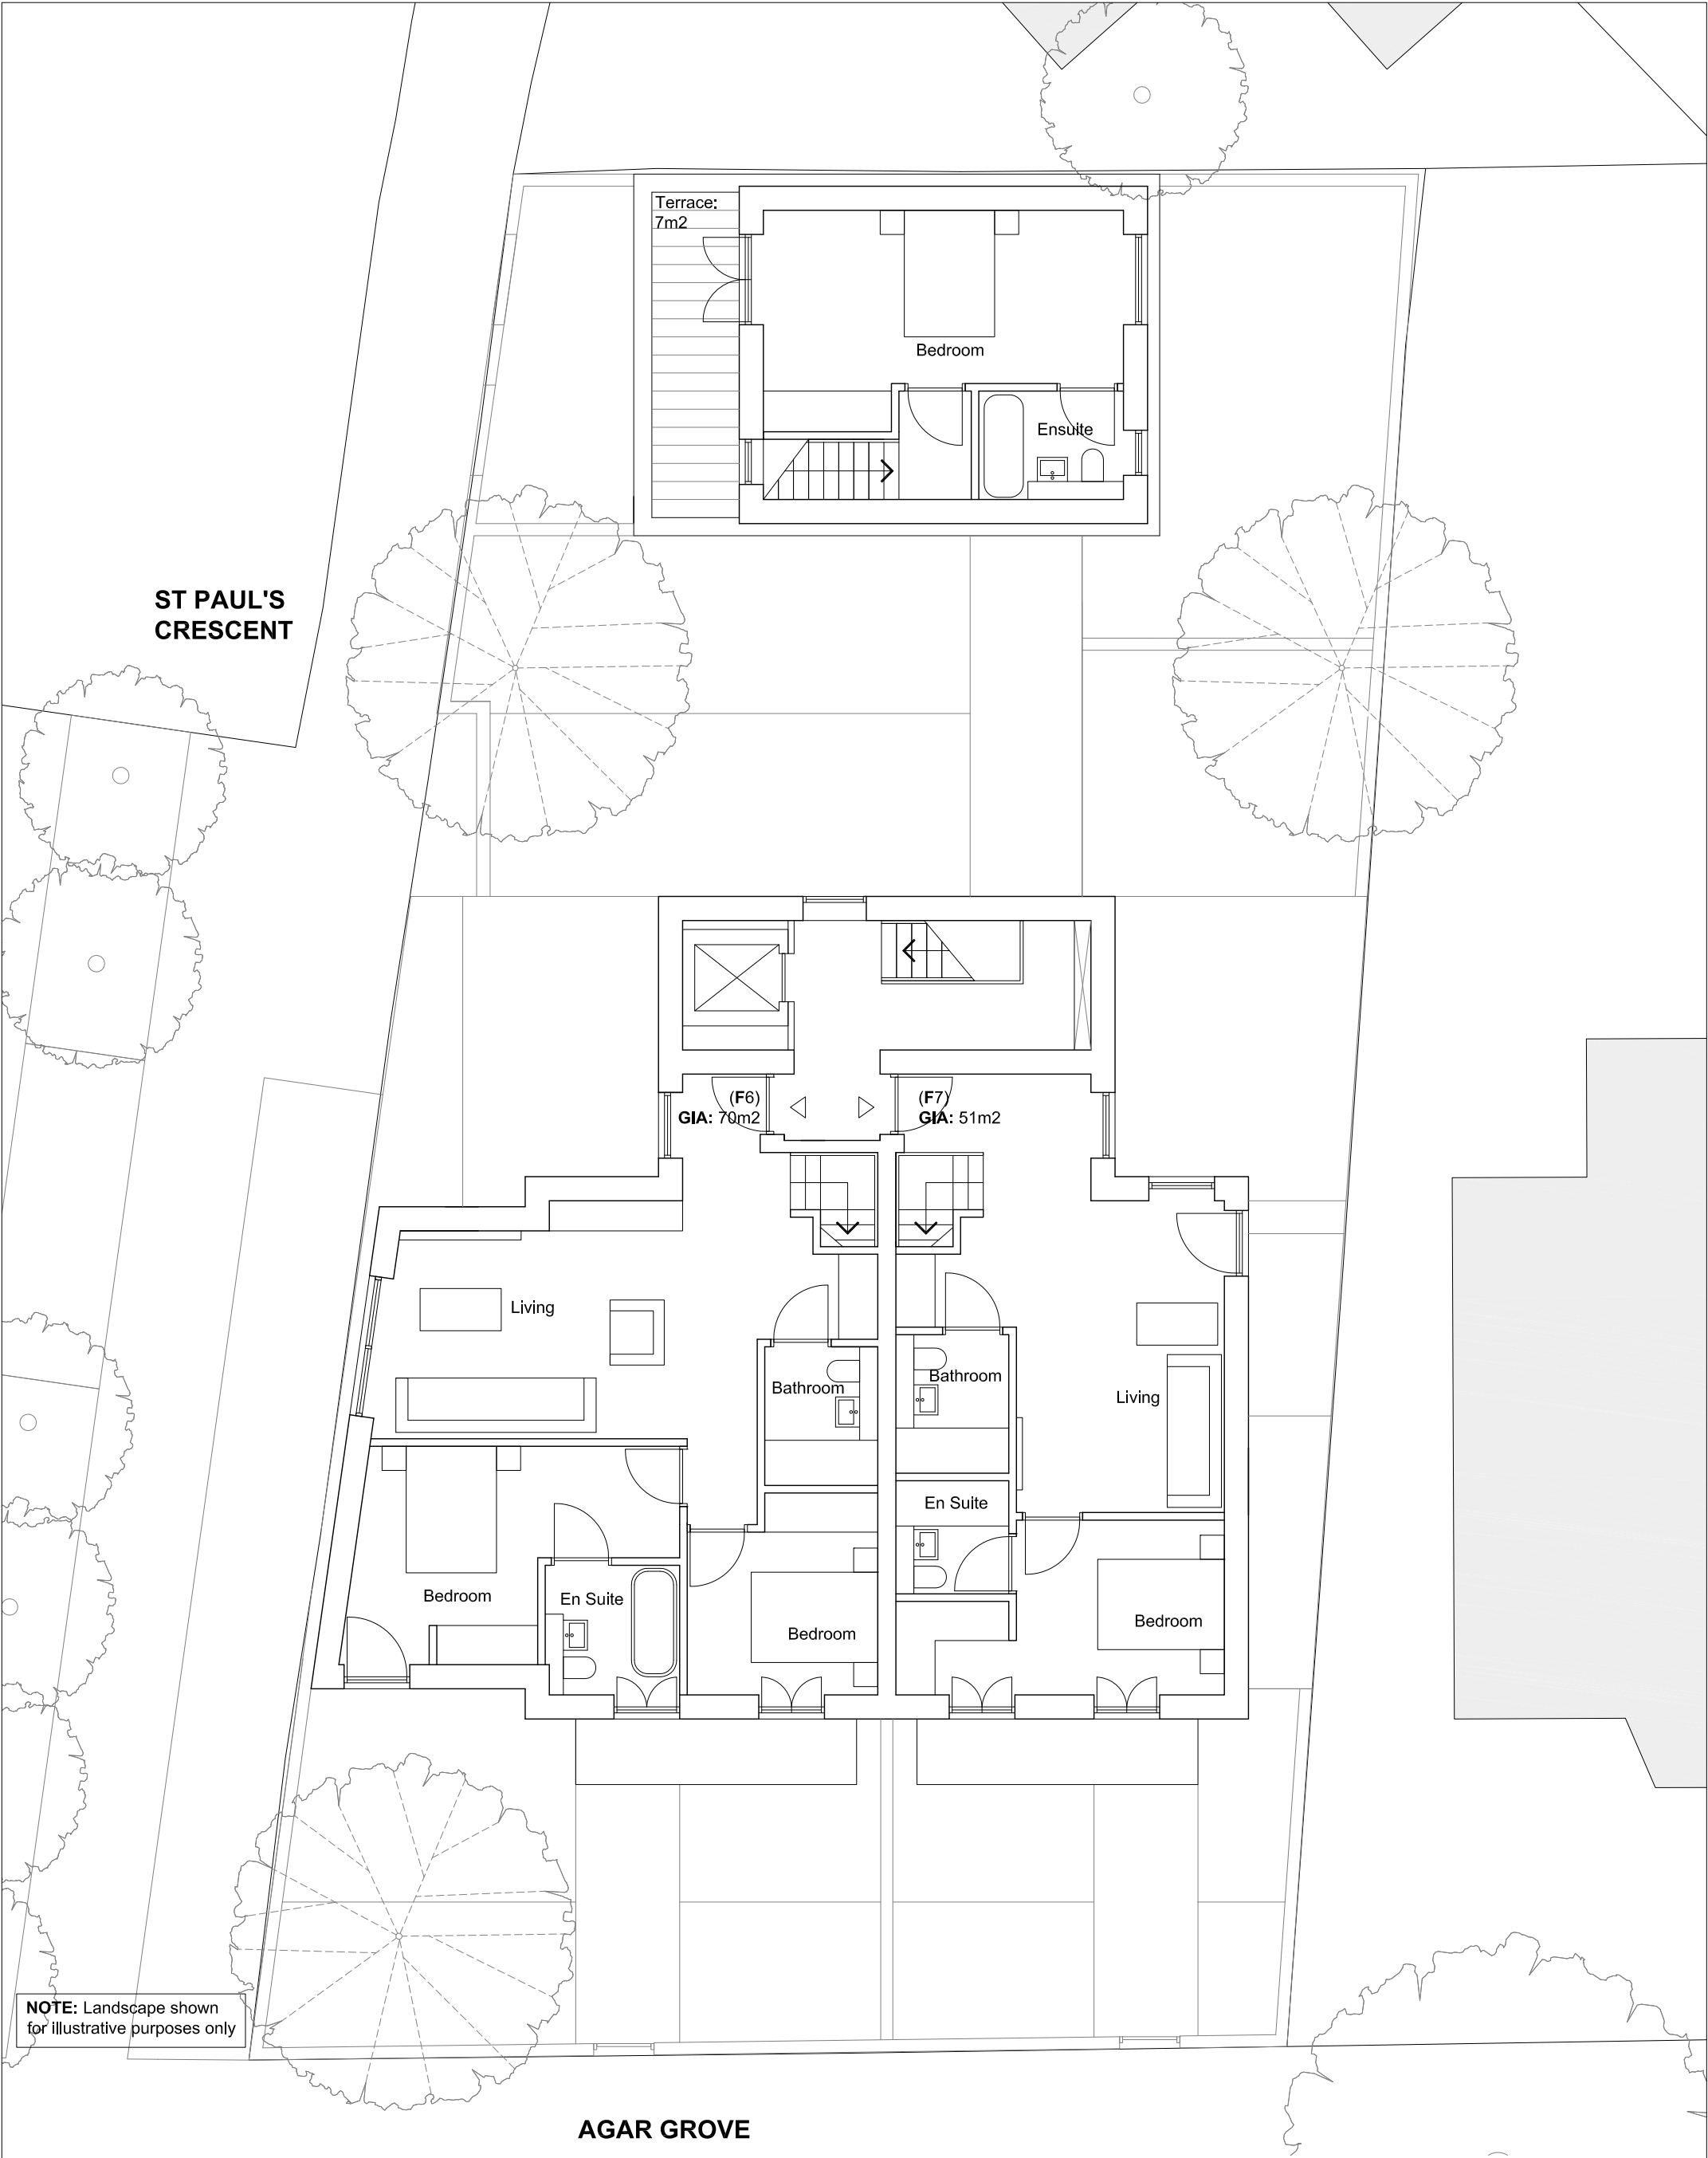 Terrace:
7m2
Bedroom
Ensuite
ST PAUL'S
CRESCENT
(F6)
GIA: 70m2
(F7)
GIA: 51m2
Living
Bathroom
Bathroom
Living
En Suite
Bedroom
En Suite
Bedroom
Bedroom
NOTE: Landscape shown
for illustrative purposes only
AGAR GROVE